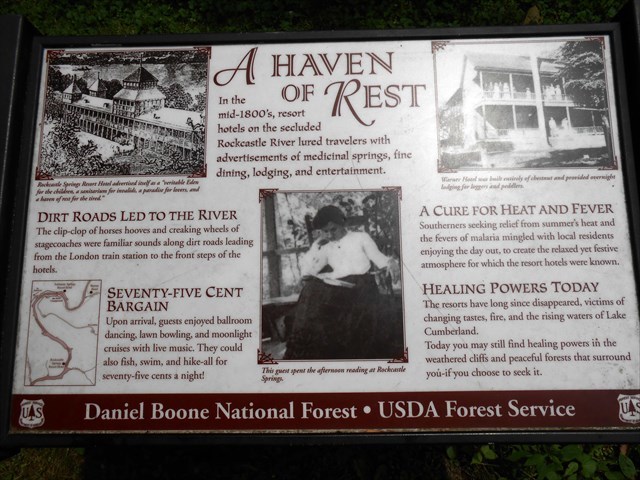 A HAVEN
OF REST
In the
mid-1800's, resort
hotels on the secluded
Rockcastle River lured travelers with
advertisements of medicinal springs, fine
dining, lodging, and entertainment.
Rockcastle Springs Resort Hotel advertised itself as a "veritable Eden
for the children, a sanitarium for invalids, a paradise for lovers, and
a haven of rest for the tired."
Warner Hotel was built entirely of chestnut and provided overnight
lodging for loggers and peddlers.
DIRT ROADS LED TO THE RIVER
The clip-clop of horses hooves and creaking wheels of
stagecoaches were familiar sounds along dirt roads leading
from the London train station to the front steps of the
hotels.
SEVENTY-FIVE CENT
BARGAIN
Upon arrival, guests enjoyed ballroom
dancing, lawn bowling, and moonlight
cruises with live music. They could
also fish, swim, and hike-all for
seventy-five cents a night!
This guest spent the afternoon reading at Rockcastle
Springs.
A CURE FOR HEAT AND FEVER
Southerners seeking relief from summer's heat and
the fevers of malaria mingled with local residents
enjoying the day out, to create the relaxed yet festive
atmosphere for which the resort hotels were known.
HEALING POWERS TODAY
The resorts have long since disappeared, victims of
changing tastes, fire, and the rising waters of Lake
Cumberland.
Today you may still find healing powers in the
weathered cliffs and peaceful forests that surround
you-if you choose to seek it.
Daniel Boone National Forest • USDA Forest Service